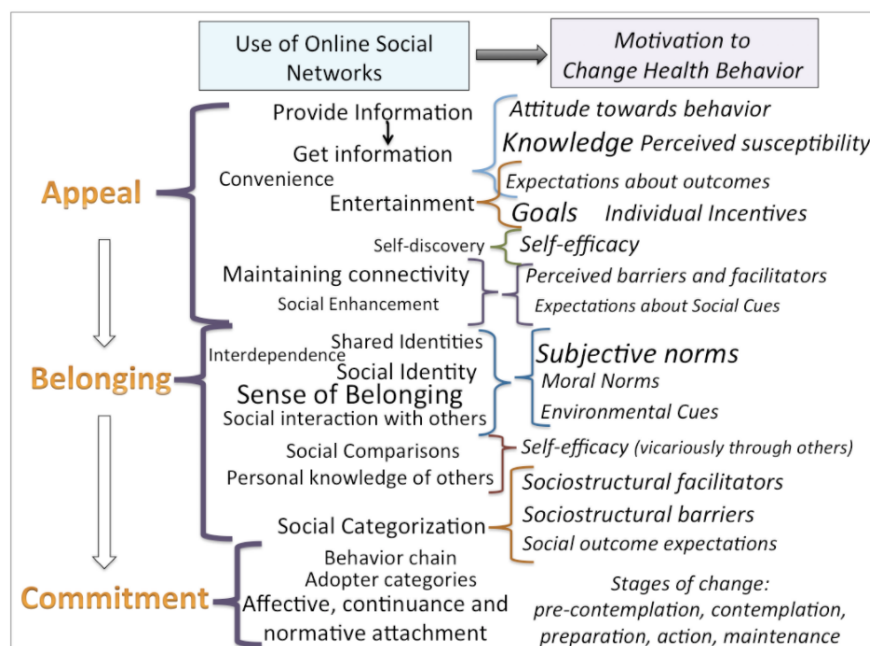 Use of Online Social
Networks
Motivation to
Change Health Behavior
Appeal
Provide Information
Get information
Convenience
Entertainment
Self-discovery
Maintaining connectivity
Social Enhancement
Attitude towards behavior
Knowledge Perceived susceptibility
Expectations about outcomes
Goals Individual Incentives
Self-efficacy
Perceived barriers and facilitators
Expectations about Social Cues
Belonging
Shared Identities
Interdependence
Social Identity
Sense of Belonging
Social interaction with others
Social Comparisons
Personal knowledge of others
Social Categorization
Subjective norms
Moral Norms
Environmental Cues
Self-efficacy (vicariously through others)
Sociostructural facilitators
Sociostructural barriers
Social outcome expectations
Commitment
Behavior chain
Adopter categories
Affective, continuance and
normative attachment
Stages of change:
pre-contemplation, contemplation,
preparation, action, maintenance